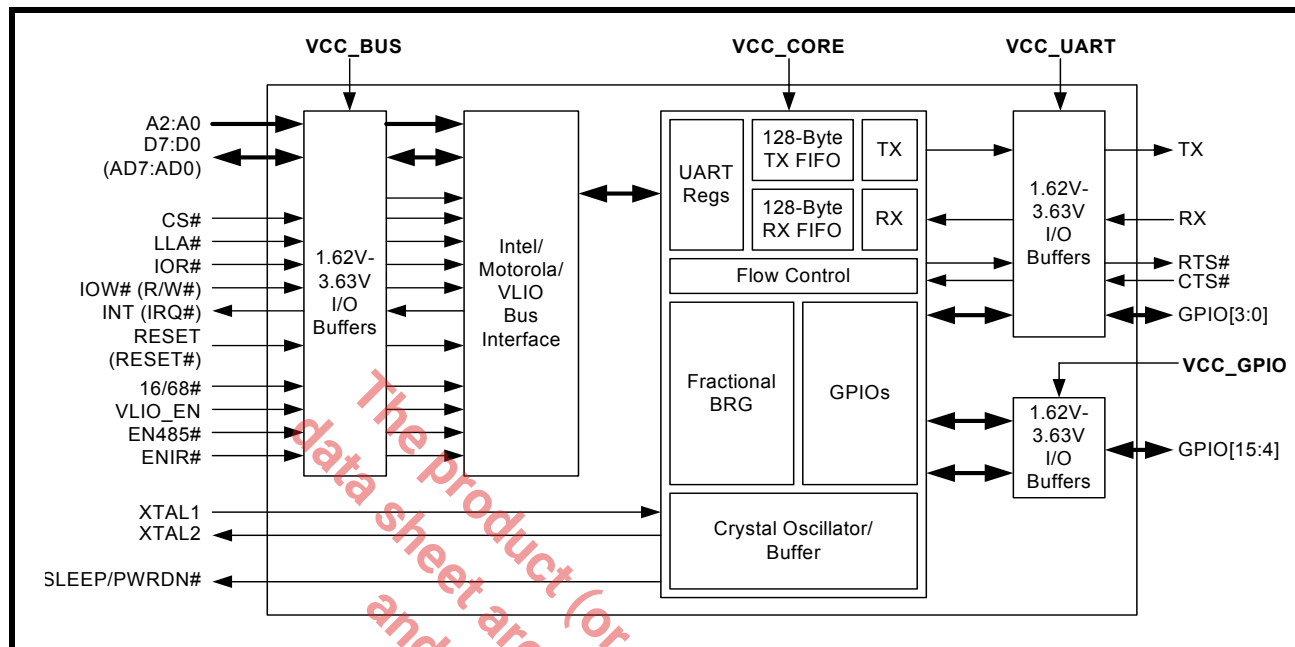 VCC_BUS
VCC_CORE
VCC_UART
A2:A0
D7:D0
(AD7:AD0)
CS#
LLA#
IOR#
IOW# (R/W#)
INT (IRQ#)
RESET
(RESET#)
16/68#
VLIO_EN
EN485#
ENIR#
XTAL1
XTAL2
SLEEP/PWRDN#
1.62V-
3.63V
I/O
Buffers
Intel/
Motorola/
VLIO
Bus
Interface
UART
Regs
128-Byte
TX FIFO
TX
128-Byte
RX FIFO
RX
Flow Control
Fractional
BRG
GPIOs
Crystal Oscillator/
Buffer
1.62V-
3.63V
I/O
Buffers
TX
RX
RTS#
CTS#
GPIO[3:0]
VCC_GPIO
1.62V-
3.63V
I/O
Buffers
GPIO[15:4]
The product (or
data sheet are
and